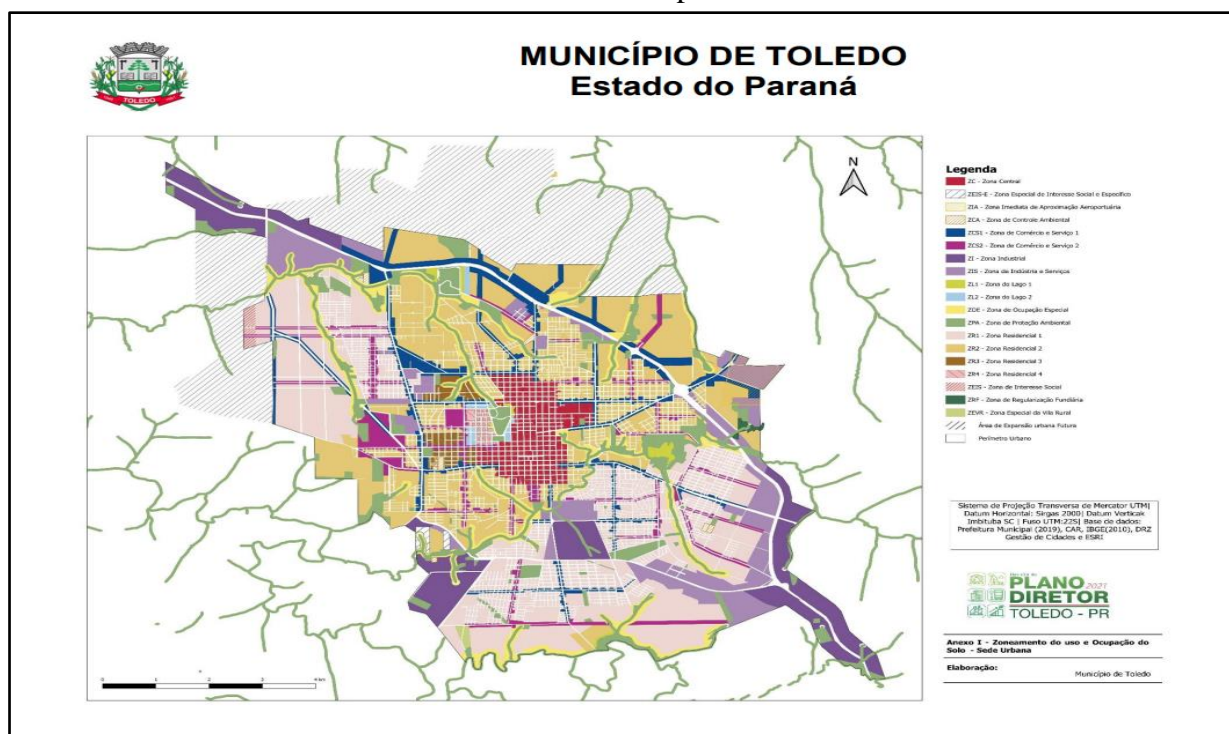 MUNICÍPIO DE TOLEDO
Estado do Paraná
TOLEDO
N
Legenda
ZC - Zona Central
ZEIS-E - Zona Especial de Interesse Social e Específico
ZIA - Zona Imediata de Aproximação Aeroportuária
ZCA - Zona de Controle Ambiental
ZCS1 - Zona de Comércio e Serviço 1
ZCS2 - Zona de Comércio e Serviço 2
ZI - Zona Industrial
ZIS - Zona de Indústria e Serviços
ZL1 - Zona do Lago 1
ZL2 - Zona do Lago 2
ZOE - Zona de Ocupação Especial
ZPA - Zona de Proteção Ambiental
ZR1 - Zona Residencial 1
ZR2 - Zona Residencial 2
ZR3 - Zona Residencial 3
ZR4 - Zona Residencial 4
ZEIS - Zona de Interesse Social
ZRF - Zona de Regularização Fundiária
ZEVR - Zona Especial da Vila Rural
Área de Expansão urbana Futura
Perímetro Urbano
Sistema de Projeção Transversa de Mercator UTM|
Datum Horizontal: Sirgas 2000| Datum Verticak
Imbituba SC | Fuso UTM:22S| Base de dados:
Prefeitura Municipal (2019), CAR, IBGE(2010), DRZ
Gestão de Cidades e ESRI
PLANO 2021
DIRETOR
TOLEDO - PR
Anexo I - Zoneamento do uso e Ocupação do
Solo - Sede Urbana
Elaboração:
Município de Toledo
0 1 2 3 4 km